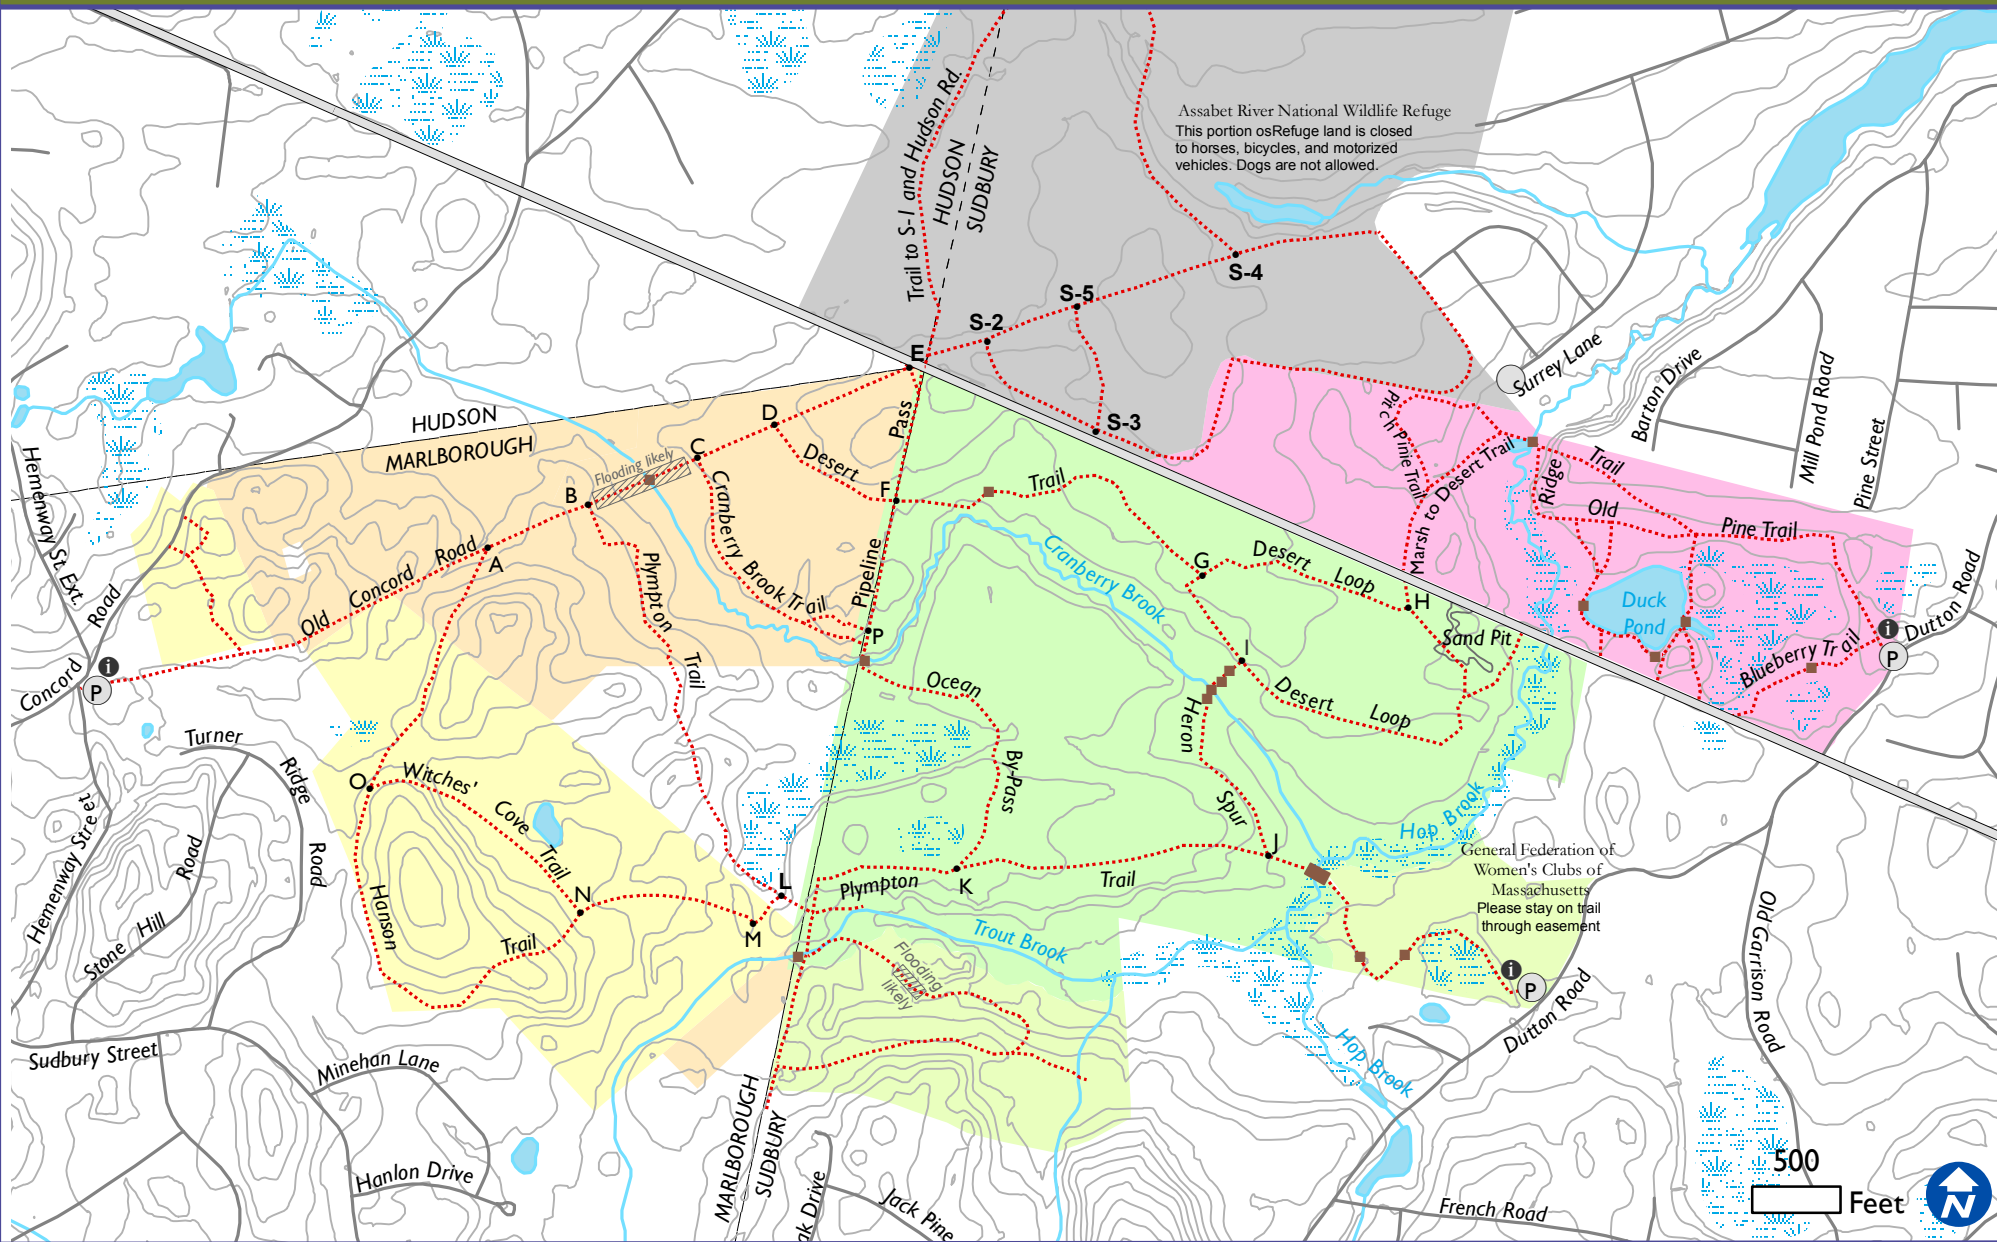 Assabet River National Wildlife Refuge
This portion osRefuge land is closed
to horses, bicycles, and motorized
vehicles. Dogs are not allowed.
Trail to S-1 and Hudson Rd.
HUDSON
SUDBURY
S-4
S-5
S-2
E
S-3
Surrey Lane
Barton Drive
Mill Pond Road
Pine Street
HUDSON
MARLBOROUGH
Hemenway St. Ext.
D
C
B
A
Flooding likely
Desert
Pass
F
Trail
Pitch Pinie Trail
Marsh to Desert Trail
Ridge
Trail
Old
Pine Trail
Old Concord Road
Plympton
Trail
Cranberry
Brook Trail
Pipeline
P
Cranberry Brook
G
Desert
Loop
H
Sand Pit
Duck
Pond
Blueberry Trail
i
P
Dutton Road
Concord
Road
i
P
Turner
Ridge
Road
Hemenway Street
Stone Hill
Road
O
Witches'
Cove
Trail
Hanson
Trail
N
M
L
Ocean
By-Pass
Heron
Spur
I
Desert
Loop
J
Plympton
K
Trail
Hop Brook
General Federation of
Women's Clubs of
Massachusetts
Please stay on trail
through easement
i
P
Dutton Road
Old Garrison Road
Trout Brook
Flooding
likely
Hop Brook
Sudbury Street
Minehan Lane
Hanlon Drive
MARLBOROUGH
SUDBURY
ak Drive
Jack Pine
French Road
500
Feet
N